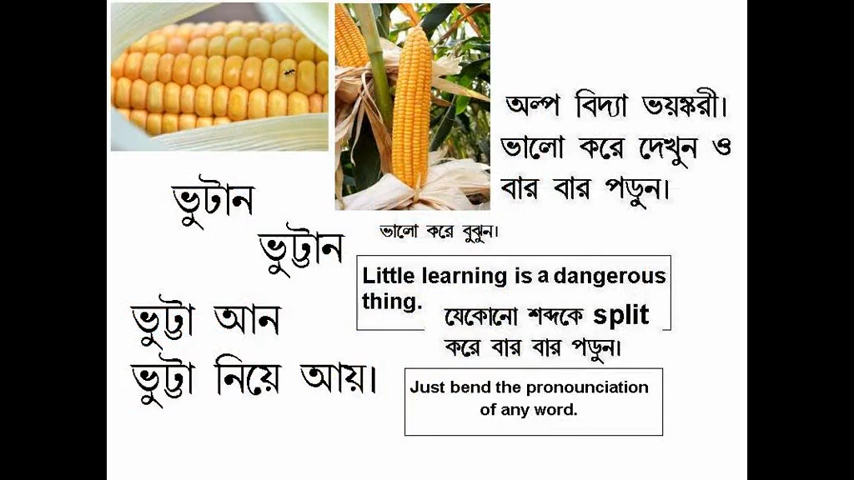 অল্প বিদ্যা ভয়ঙ্করী।
ভালো করে দেখুন ও
বার বার পড়ুন।
ভুটান
ভুট্টান
ভালো করে বুঝুন।
Little learning is a dangerous
thing.
ভুট্টা আন
যেকোনো শব্দকে split
করে বার বার পড়ুন।
ভুট্টা নিয়ে আয়।
Just bend the pronounciation
of any word.